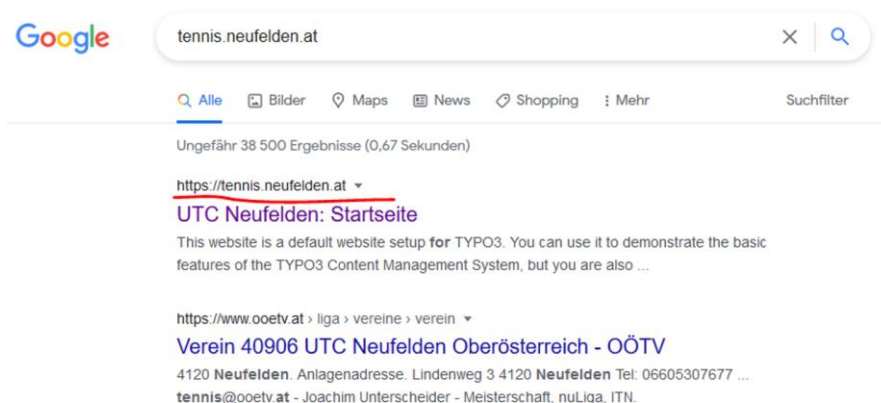 Google
tennis.neufelden.at
Alle Bilder Maps News Shopping Mehr Suchfilter
Ungefähr 38 500 Ergebnisse (0,67 Sekunden)
https://tennis.neufelden.at
UTC Neufelden: Startseite
This website is a default website setup for TYPO3. You can use it to demonstrate the basic
features of the TYPO3 Content Management System, but you are also ...
https://www.ooetv.at › liga › vereine › verein
Verein 40906 UTC Neufelden Oberösterreich - OÖTV
4120 Neufelden. Anlagenadresse. Lindenweg 3 4120 Neufelden Tel: 06605307677 ...
tennis@ooetv.at - Joachim Unterscheider - Meisterschaft, nuLiga, ITN.